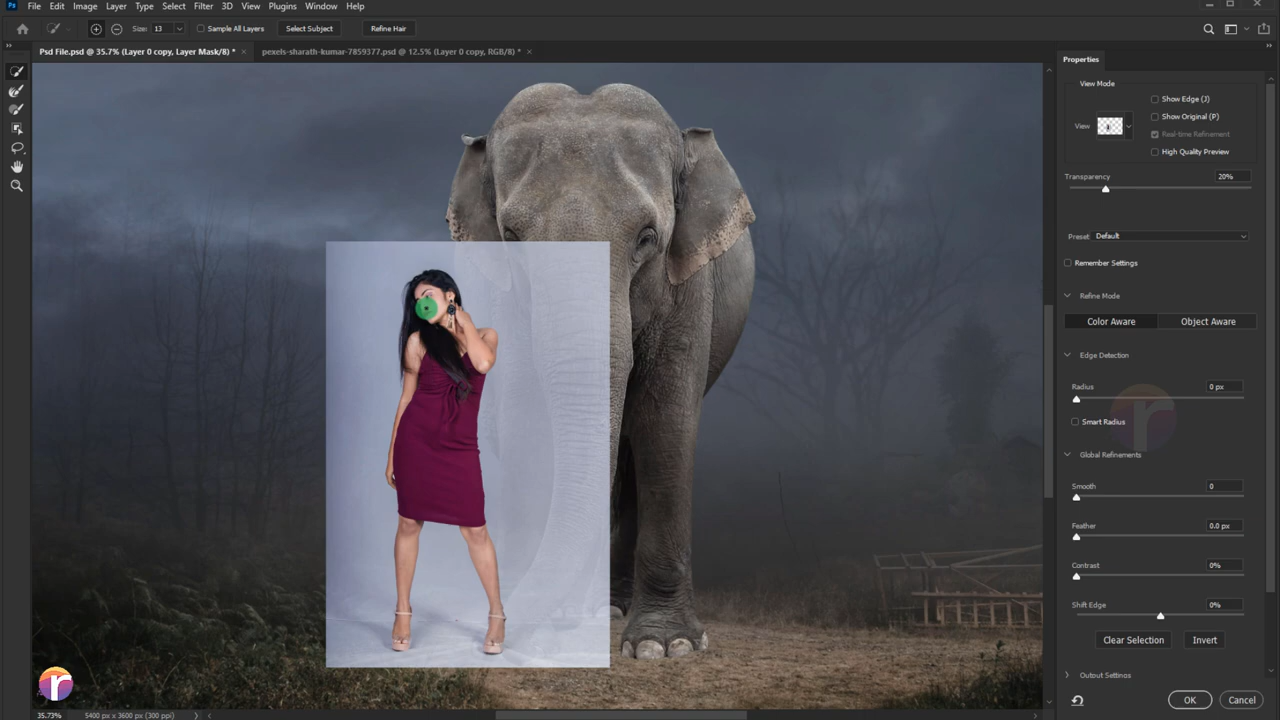 Ps File Edit Image Layer Type Select Filter 3D View Plugins Window Help
Size: 13 Sample All Layers Select Subject Refine Hair
Psd File.psd @ 35.7% (Layer 0 copy, Layer Mask/8) * × pexels-sharath-kumar-7859377.psd @ 12.5% (Layer 0 copy, RGB/8) * ×
Properties
View Mode
Show Edge (J)
Show Original (P)
View
Real-time Refinement
High Quality Preview
Transparency 20%
Preset: Default
Remember Settings
Refine Mode
Color Aware Object Aware
Edge Detection
Radius 0 px
Smart Radius
r
Global Refinements
Smooth 0
Feather 0.0 px
Contrast 0%
Shift Edge 0%
Clear Selection Invert
Output Settings
r
OK Cancel
35.73% 5400 px x 3600 px (300 ppi)